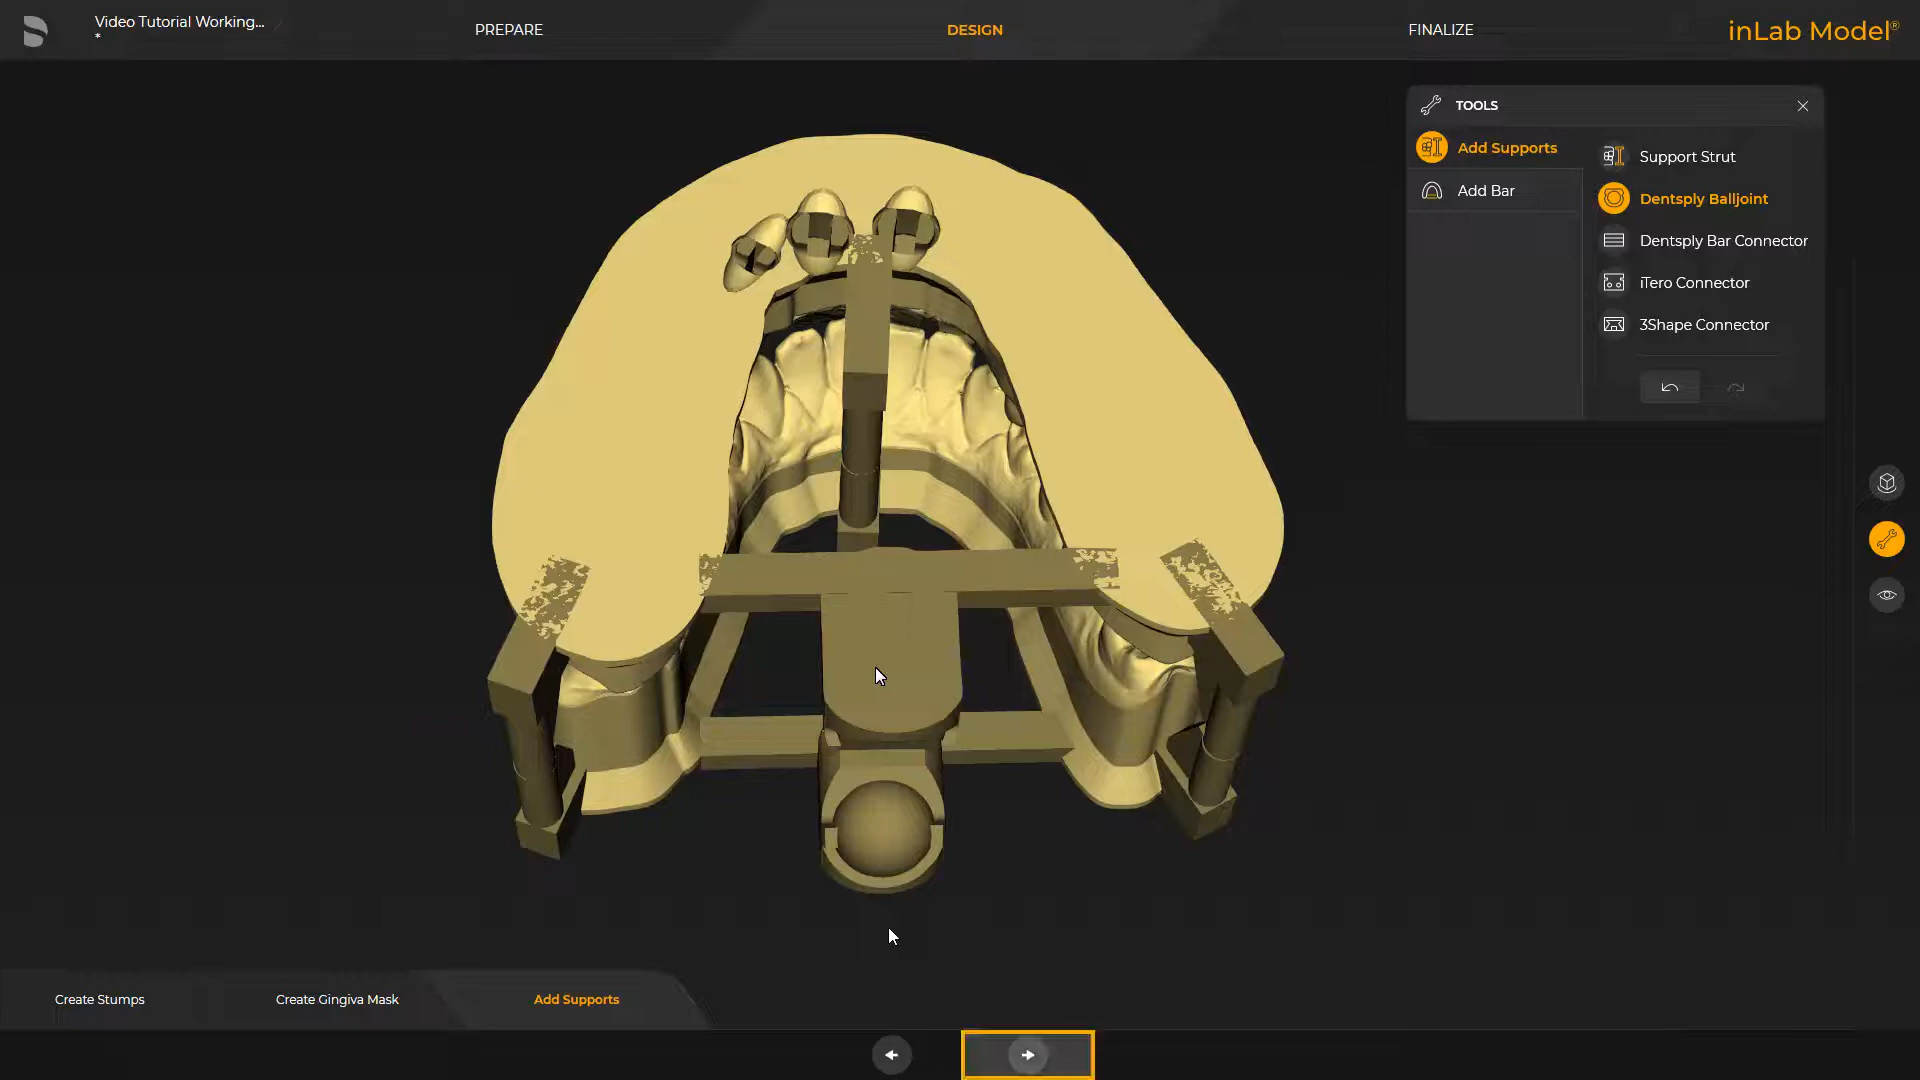 Video Tutorial Working...
*
PREPARE
DESIGN
FINALIZE
inLab Model®
TOOLS
Add Supports
Add Bar
Support Strut
Dentsply Balljoint
Dentsply Bar Connector
iTero Connector
3Shape Connector
Create Stumps
Create Gingiva Mask
Add Supports